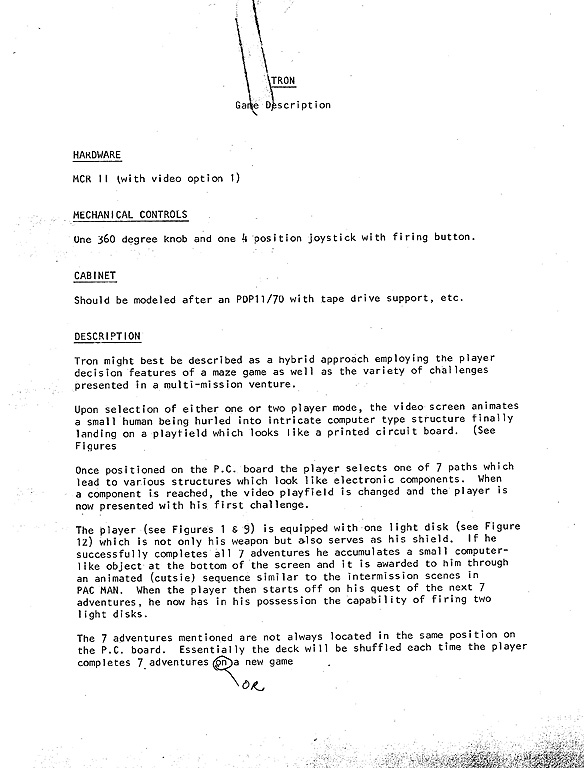 TRON
Game Description
HARDWARE
MCR II (with video option 1)
MECHANICAL CONTROLS
One 360 degree knob and one 4 position joystick with firing button.
CABINET
Should be modeled after an PDP11/70 with tape drive support, etc.
DESCRIPTION
Tron might best be described as a hybrid approach employing the player
decision features of a maze game as well as the variety of challenges
presented in a multi-mission venture.
Upon selection of either one or two player mode, the video screen animates
a small human being hurled into intricate computer type structure finally
landing on a playfield which looks like a printed circuit board. (See
Figures
Once positioned on the P.C. board the player selects one of 7 paths which
lead to various structures which look like electronic components. When
a component is reached, the video playfield is changed and the player is
now presented with his first challenge.
The player (see Figures 1 & 9) is equipped with one light disk (see Figure
12) which is not only his weapon but also serves as his shield. If he
successfully completes all 7 adventures he accumulates a small computer-
like object at the bottom of the screen and it is awarded to him through
an animated (cutsie) sequence similar to the intermission scenes in
PAC MAN. When the player then starts off on his quest of the next 7
adventures, he now has in his possession the capability of firing two
light disks.
The 7 adventures mentioned are not always located in the same position on
the P.C. board. Essentially the deck will be shuffled each time the player
completes 7 adventures on a new game
OR